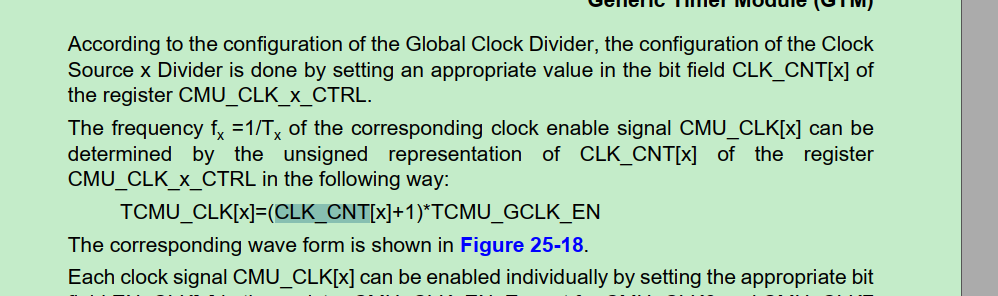 Generic Timer Module (GTM)
According to the configuration of the Global Clock Divider, the configuration of the Clock
Source x Divider is done by setting an appropriate value in the bit field CLK_CNT[x] of
the register CMU_CLK_x_CTRL.
The frequency fx =1/Tx of the corresponding clock enable signal CMU_CLK[x] can be
determined by the unsigned representation of CLK_CNT[x] of the register
CMU_CLK_x_CTRL in the following way:
TCMU_CLK[x]=(CLK_CNT[x]+1)*TCMU_GCLK_EN
The corresponding wave form is shown in Figure 25-18.
Each clock signal CMU_CLK[x] can be enabled individually by setting the appropriate bit